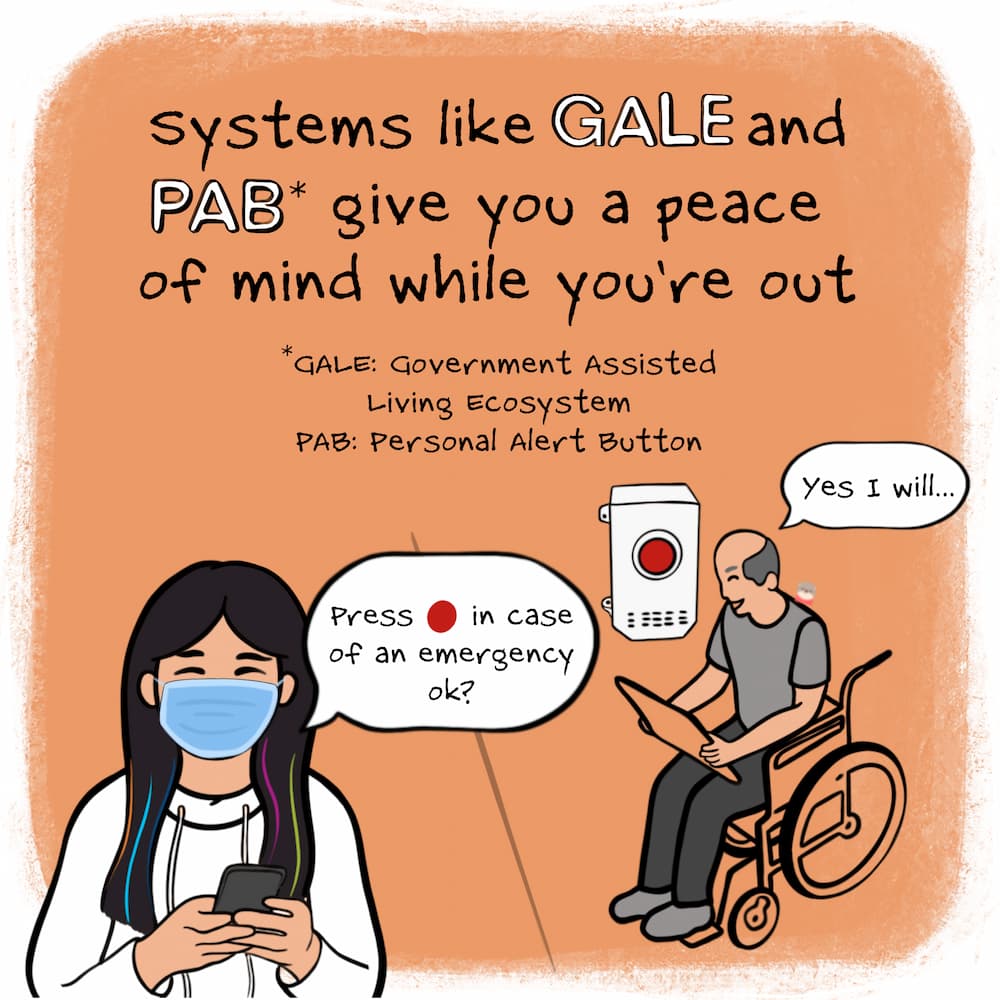 systems like GALE and
PAB* give you a peace
of mind while you're out
*GALE: Government Assisted
Living Ecosystem
PAB: Personal Alert Button
Yes I will...
Press in case
of an emergency
ok?